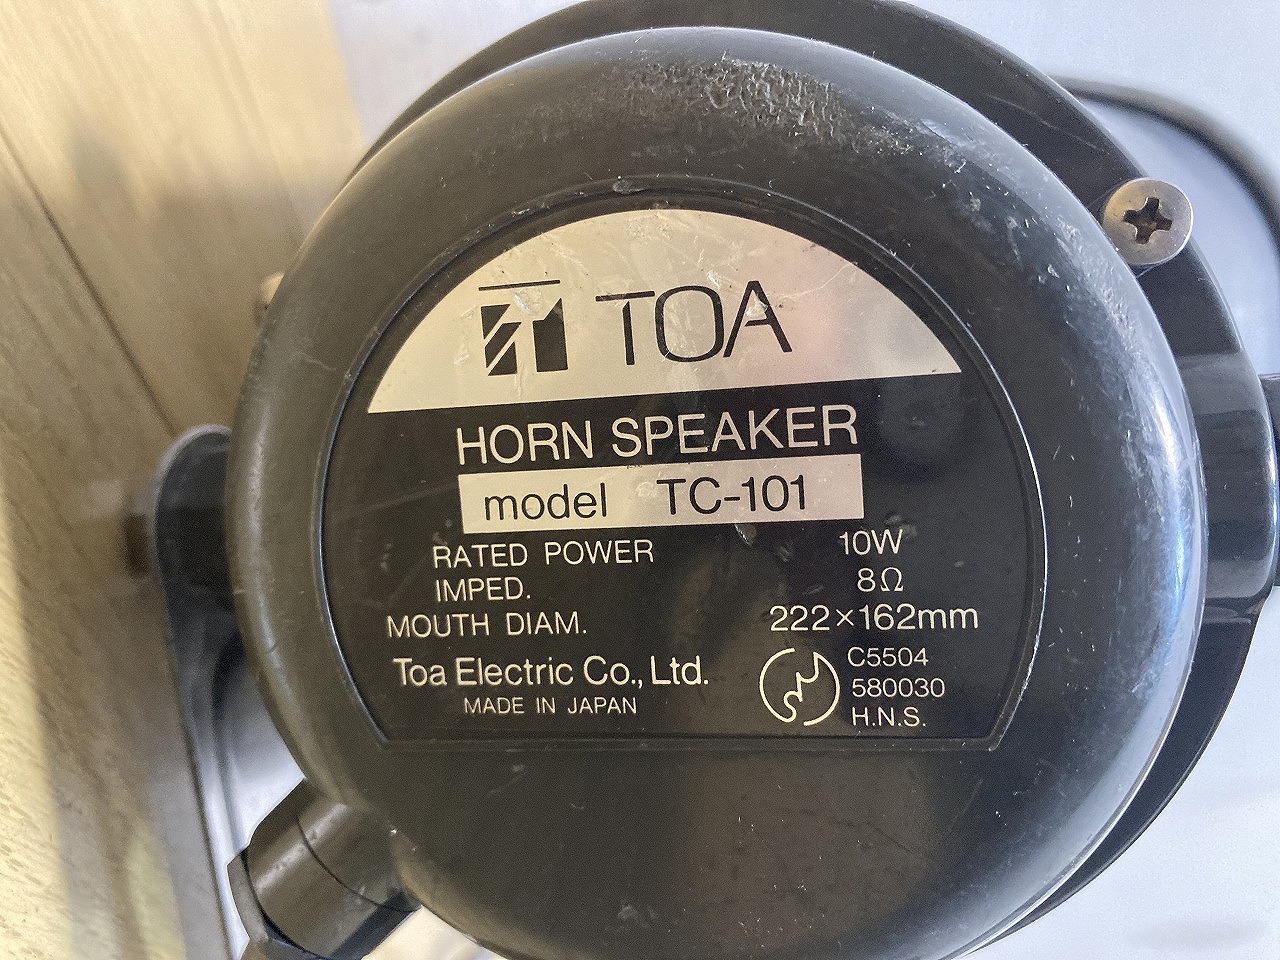 TOA
HORN SPEAKER
model TC-101
RATED POWER 10W
IMPED. 8Ω
MOUTH DIAM. 222×162mm
Toa Electric Co., Ltd.
MADE IN JAPAN
C5504
580030
H.N.S.